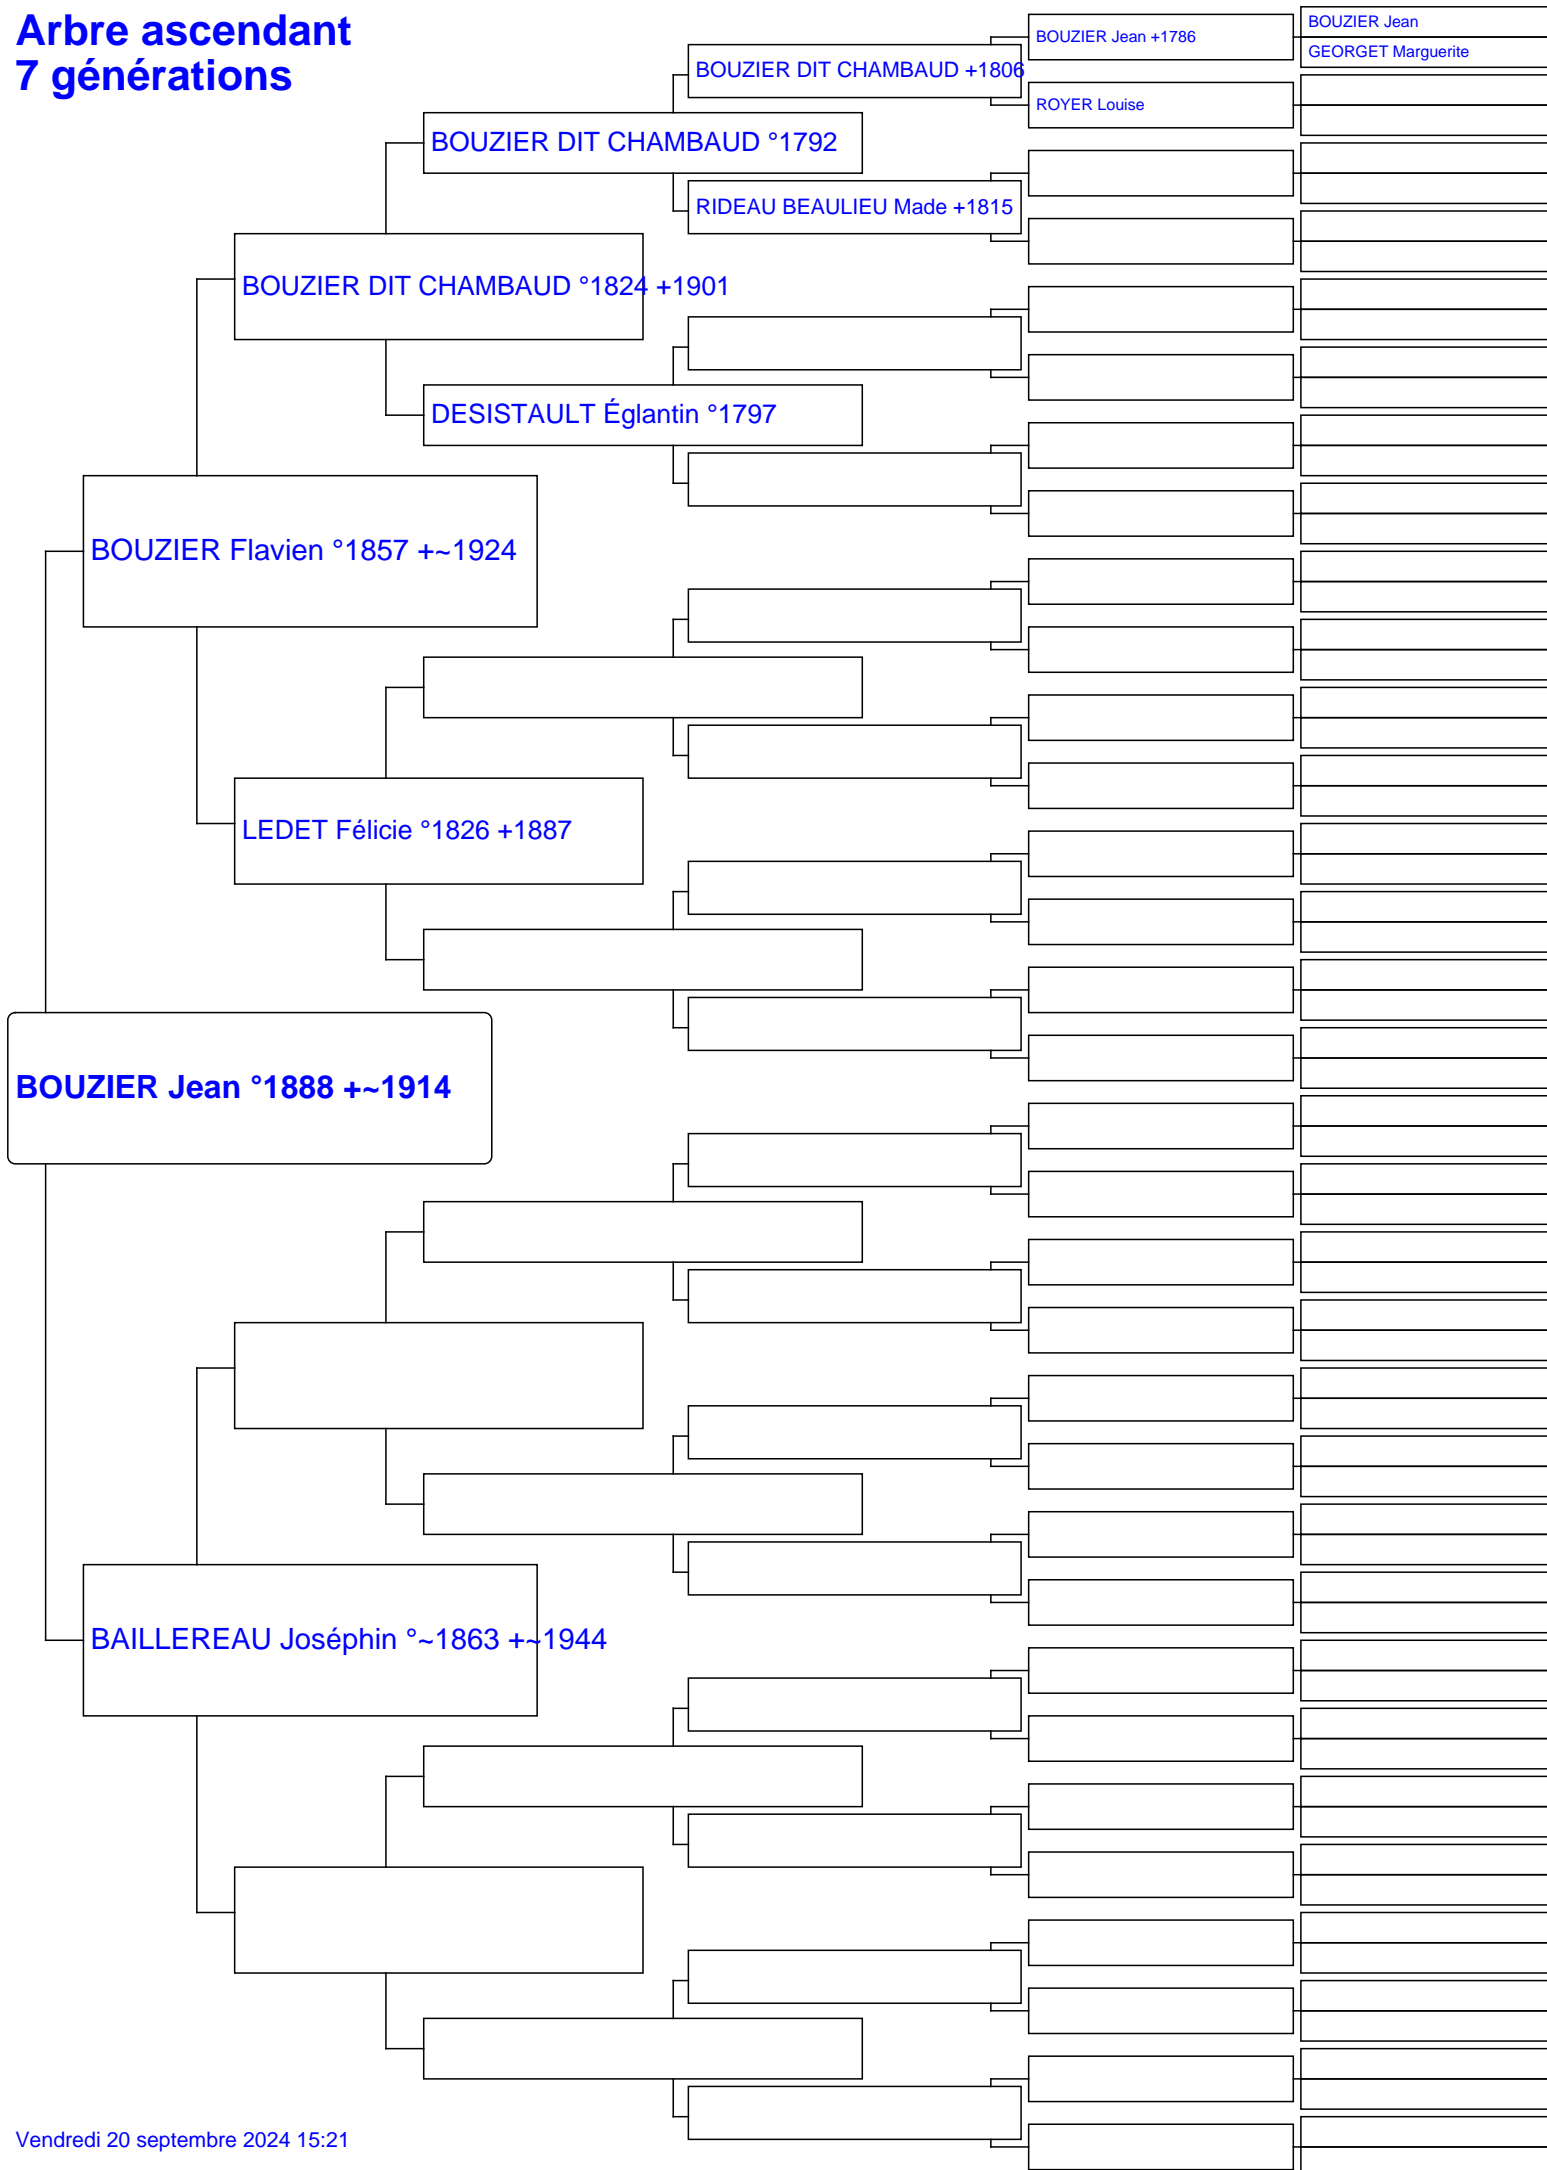 Arbre ascendant
7 générations
BOUZIER Jean
BOUZIER Jean +1786
GEORGET Marguerite
BOUZIER DIT CHAMBAUD +1806
ROYER Louise
BOUZIER DIT CHAMBAUD °1792
RIDEAU BEAULIEU Made +1815
BOUZIER DIT CHAMBAUD °1824 +1901
DESISTAULT Églantin °1797
BOUZIER Flavien °1857 +~1924
LEDET Félicie °1826 +1887
BOUZIER Jean °1888 +~1914
BAILLEREAU Joséphin °~1863 +~1944
Vendredi 20 septembre 2024 15:21